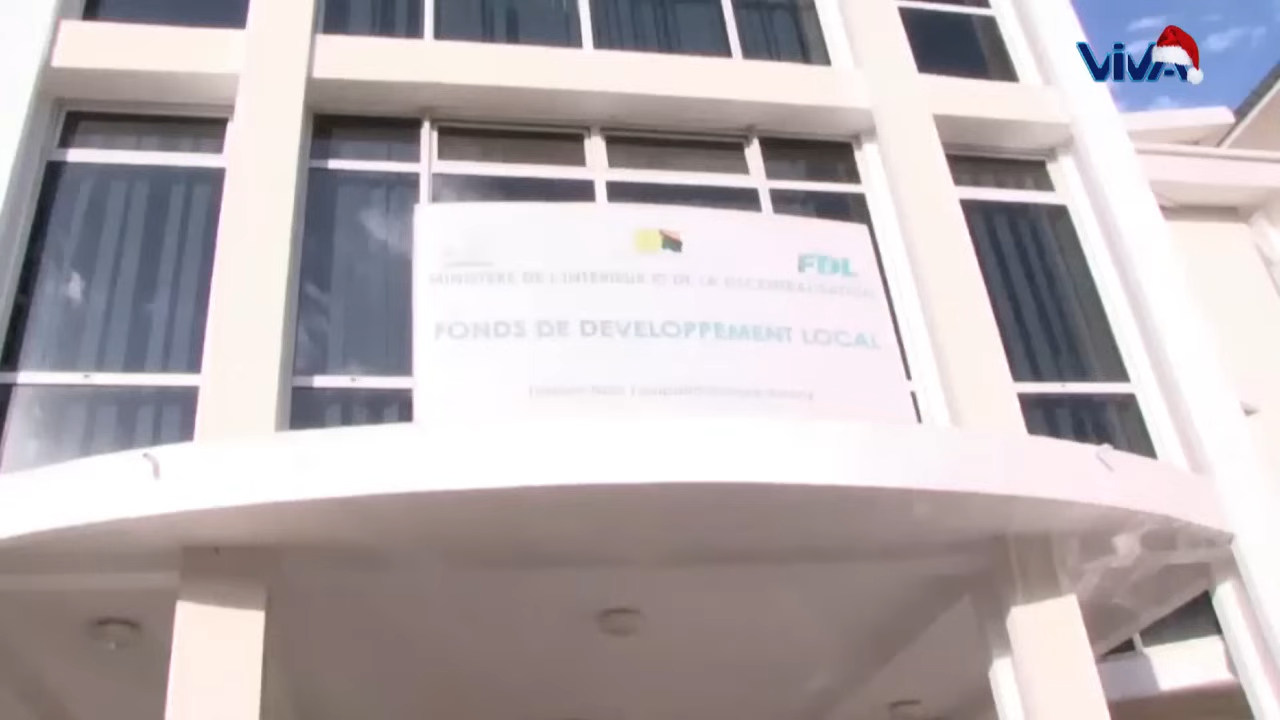 VIVA
FDL
MINISTERE DE L'INTERIEUR ET DE LA DECENTRALISATION
FONDS DE DEVELOPPEMENT LOCAL